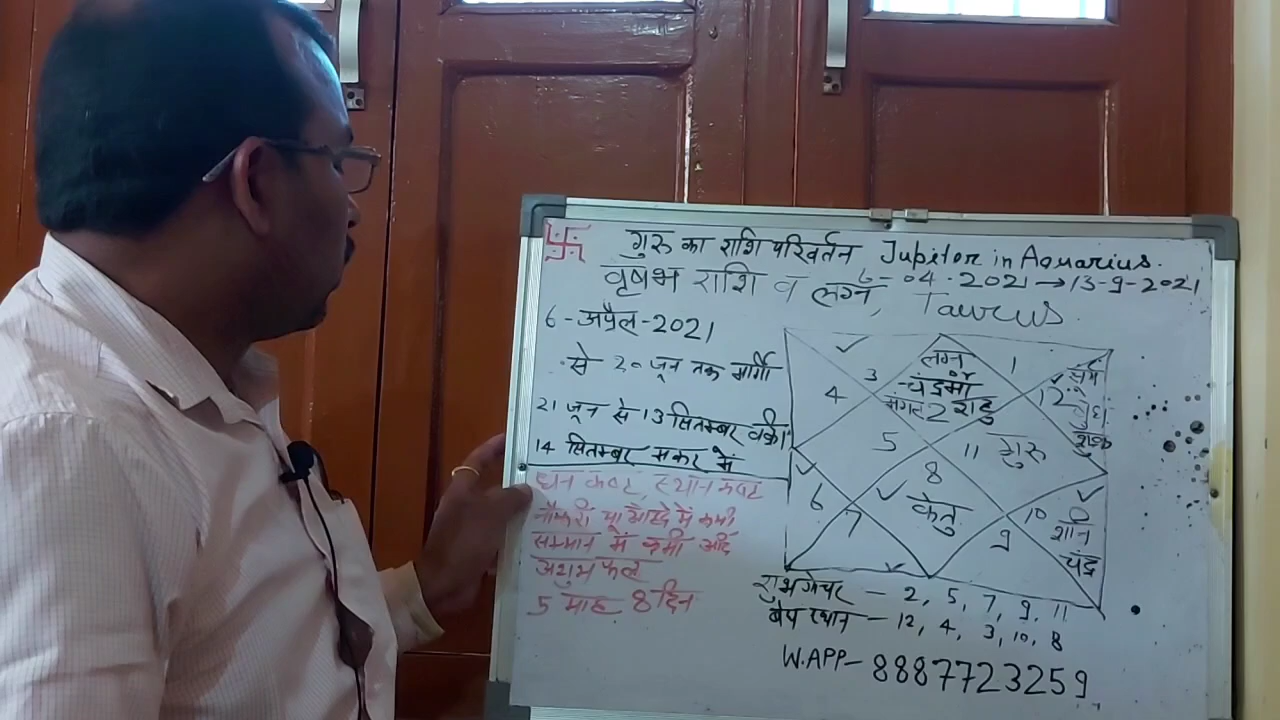 गुरु का राशि परिवर्तन Jupiter in Aquarius.
6-04-2021→13-9-2021
वृषभ राशि व लग्न, Taurus
6-अप्रैल-2021
से 20 जून तक मार्गी
21 जून से 13 सितम्बर वक्री
14 सितम्बर मकर में
धन कष्ट, स्थान कष्ट
नौकरी या ओहदे में कमी
सम्मान में कमी आदि
अशुभ फल
5 माह 8 दिन
लग्न
चंद्रमाँ
मंगल 2 राहु
1
3
4
5
6
7
8
केतु
9
10
शनि
चंद्र
11 गुरु
12
सूर्य
बुध
शुक्र
शुभ गोचर - 2, 5, 7, 9, 11
वेध स्थान - 12, 4, 3, 10, 8
W.APP- 8887723259